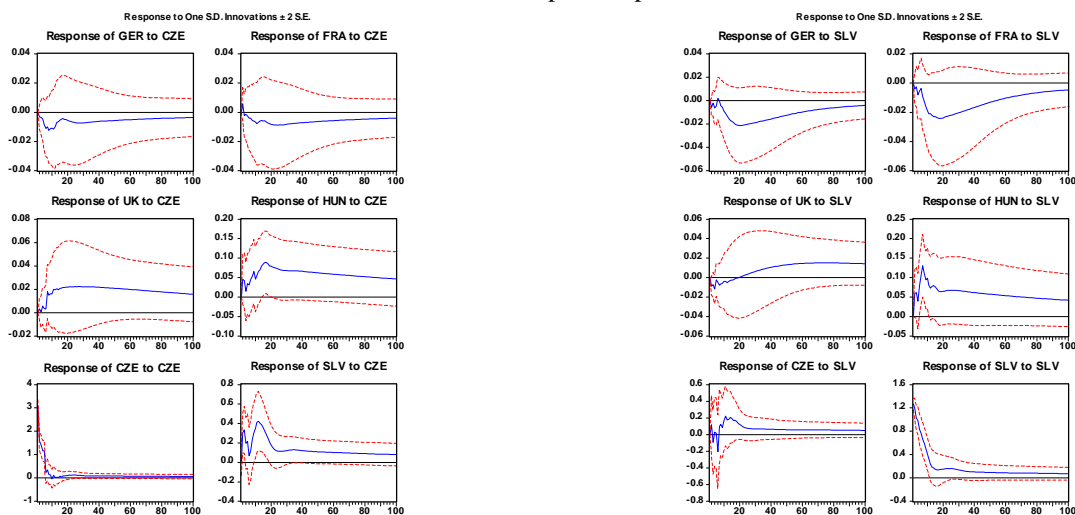 Response to One S.D. Innovations ± 2 S.E.
Response of GER to CZE
Response of FRA to CZE
0.04
0.02
0.00
-0.02
-0.04
20 40 60 80 100
0.04
0.02
0.00
-0.02
-0.04
20 40 60 80 100
Response of UK to CZE
Response of HUN to CZE
0.08
0.06
0.04
0.02
0.00
-0.02
20 40 60 80 100
0.20
0.15
0.10
0.05
0.00
-0.05
-0.10
20 40 60 80 100
Response of CZE to CZE
Response of SLV to CZE
4
3
2
1
0
-1
20 40 60 80 100
0.8
0.6
0.4
0.2
0.0
-0.2
-0.4
20 40 60 80 100
Response to One S.D. Innovations ± 2 S.E.
Response of GER to SLV
Response of FRA to SLV
0.04
0.02
0.00
-0.02
-0.04
-0.06
20 40 60 80 100
0.02
0.00
-0.02
-0.04
-0.06
20 40 60 80 100
Response of UK to SLV
Response of HUN to SLV
0.06
0.04
0.02
0.00
-0.02
-0.04
-0.06
20 40 60 80 100
0.25
0.20
0.15
0.10
0.05
0.00
-0.05
20 40 60 80 100
Response of CZE to SLV
Response of SLV to SLV
0.6
0.4
0.2
0.0
-0.2
-0.4
-0.6
-0.8
20 40 60 80 100
1.6
1.2
0.8
0.4
0.0
-0.4
20 40 60 80 100